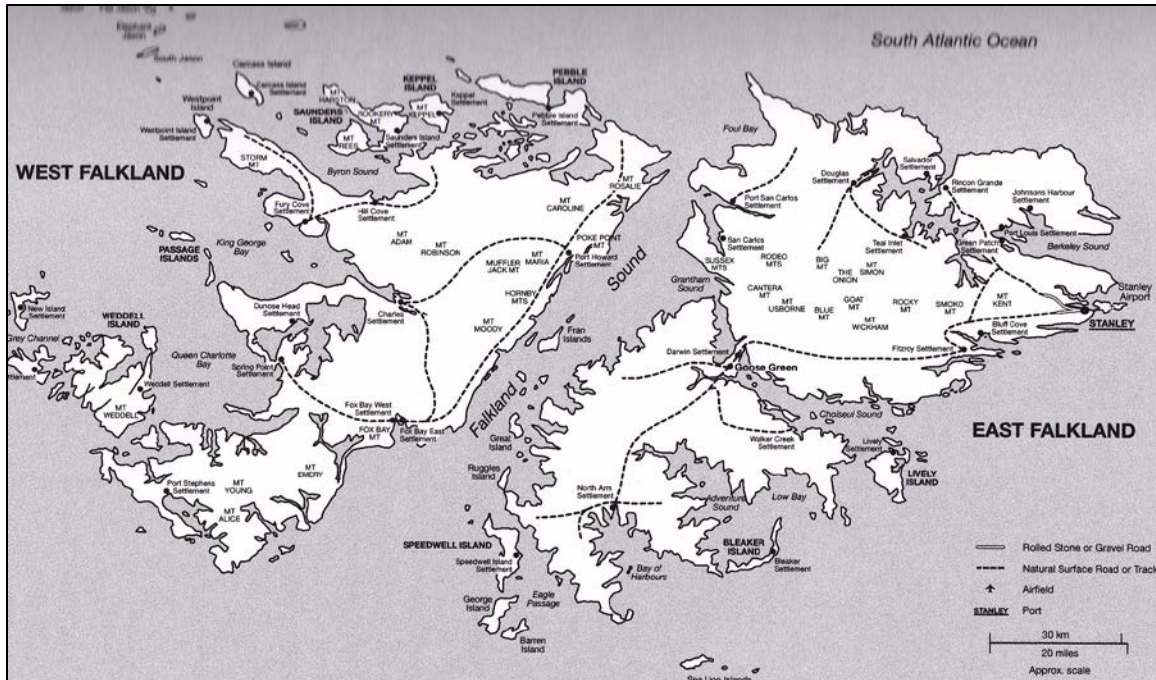 South Jason
South Atlantic Ocean
Carcass Island
Carcass Island
Settlement
Westpoint
Island
Westpoint Island
Settlement
MT
HARSTON
SAUNDERS
ISLAND
ROOKERY
MT
MT
REES
Saunders Island
Settlement
KEPPEL
ISLAND
MT
KEPPEL
Keppel
Settlement
PEBBLE
ISLAND
Pebble Island
Settlement
WEST FALKLAND
STORM
MT
Byron Sound
Fury Cove
Settlement
Hill Cove
Settlement
MT
ROSALIE
MT
CAROLINE
MT
ADAM
MT
ROBINSON
POKE POINT
MT
Port Howard
Settlement
MT
MARIA
MUFFLER
JACK MT
HORNBY
MTS
MT
MOODY
King George
Bay
PASSAGE
ISLANDS
Charles
Settlement
Dunose Head
Settlement
New Island
Settlement
Grey Channel
WEDDELL
ISLAND
Queen Charlotte
Bay
Spring Point
Settlement
Weddell Settlement
MT
WEDDELL
Fox Bay West
Settlement
FOX BAY
MT
Fox Bay East
Settlement
MT
EMERY
Port Stephens
Settlement
MT
YOUNG
MT
ALICE
Falkland Sound
Fran
Islands
Great
Island
Ruggles
Island
SPEEDWELL ISLAND
Speedwell Island
Settlement
George
Island
Barren
Island
Eagle
Passage
Foul Bay
Port San Carlos
Settlement
San Carlos
Settlement
Douglas
Settlement
Salvador
Settlement
Rincon Grande
Settlement
Johnsons Harbour
Settlement
Port Louis Settlement
Berkeley Sound
Teal Inlet
Settlement
Green Patch
Settlement
SUSSEX
MTS
RODEO
MTS
BIG
MT
THE
ONION
MT
SIMON
Grantham
Sound
CANTERA
MT
MT
USBORNE
BLUE
MT
GOAT
MT
MT
WICKHAM
ROCKY
MT
SMOKO
MT
MT
KENT
Stanley
Airport
STANLEY
Bluff Cove
Settlement
Fitzroy Settlement
Darwin Settlement
Goose Green
Choiseul Sound
EAST FALKLAND
Walker Creek
Settlement
Lively
Settlement
LIVELY
ISLAND
North Arm
Settlement
Adventure
Sound
Low Bay
BLEAKER
ISLAND
Bleaker
Settlement
Bay of
Harbours
Sea Lion Islands
Rolled Stone or Gravel Road
Natural Surface Road or Track
Airfield
STANLEY Port
30 km
20 miles
Approx. scale